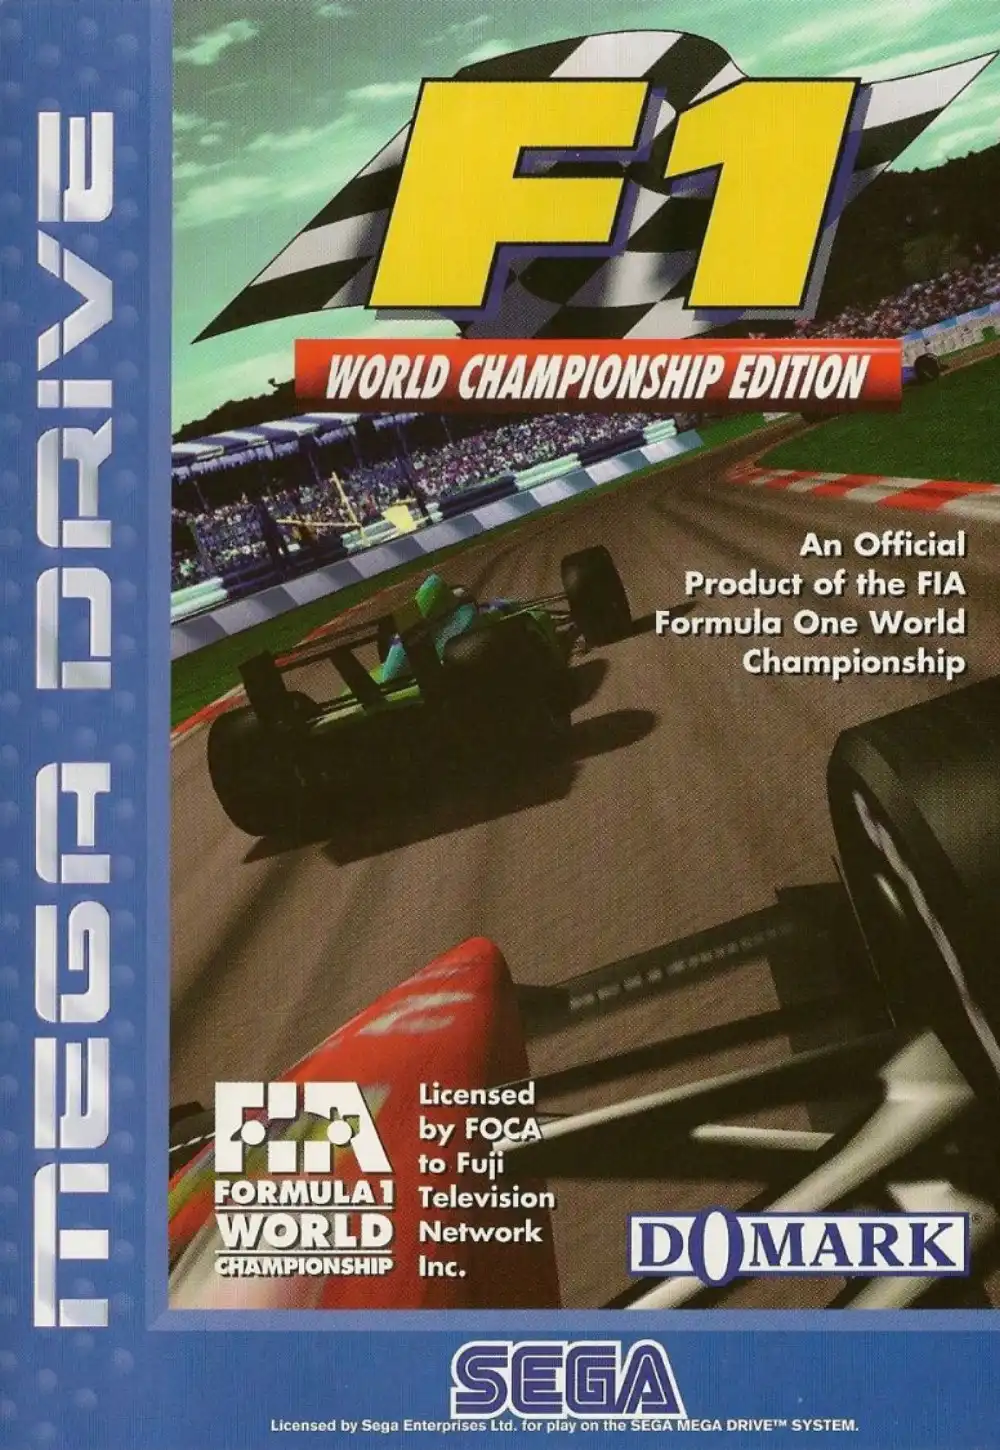 MEGA DRIVE
F1
WORLD CHAMPIONSHIP EDITION
An Official
Product of the FIA
Formula One World
Championship
FIA
FORMULA 1
WORLD
CHAMPIONSHIP
Licensed
by FOCA
to Fuji
Television
Network
Inc.
DOMARK
SEGA
Licensed by Sega Enterprises Ltd. for play on the SEGA MEGA DRIVE™ SYSTEM.